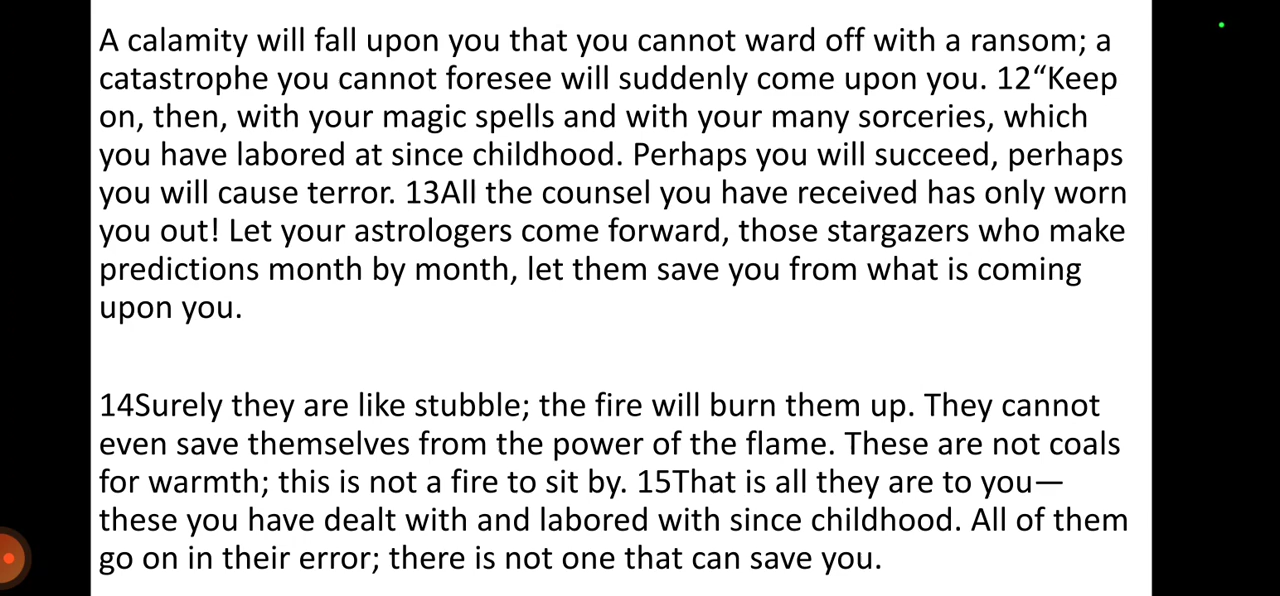 A calamity will fall upon you that you cannot ward off with a ransom; a
catastrophe you cannot foresee will suddenly come upon you. 12“Keep
on, then, with your magic spells and with your many sorceries, which
you have labored at since childhood. Perhaps you will succeed, perhaps
you will cause terror. 13All the counsel you have received has only worn
you out! Let your astrologers come forward, those stargazers who make
predictions month by month, let them save you from what is coming
upon you.
14Surely they are like stubble; the fire will burn them up. They cannot
even save themselves from the power of the flame. These are not coals
for warmth; this is not a fire to sit by. 15That is all they are to you—
these you have dealt with and labored with since childhood. All of them
go on in their error; there is not one that can save you.